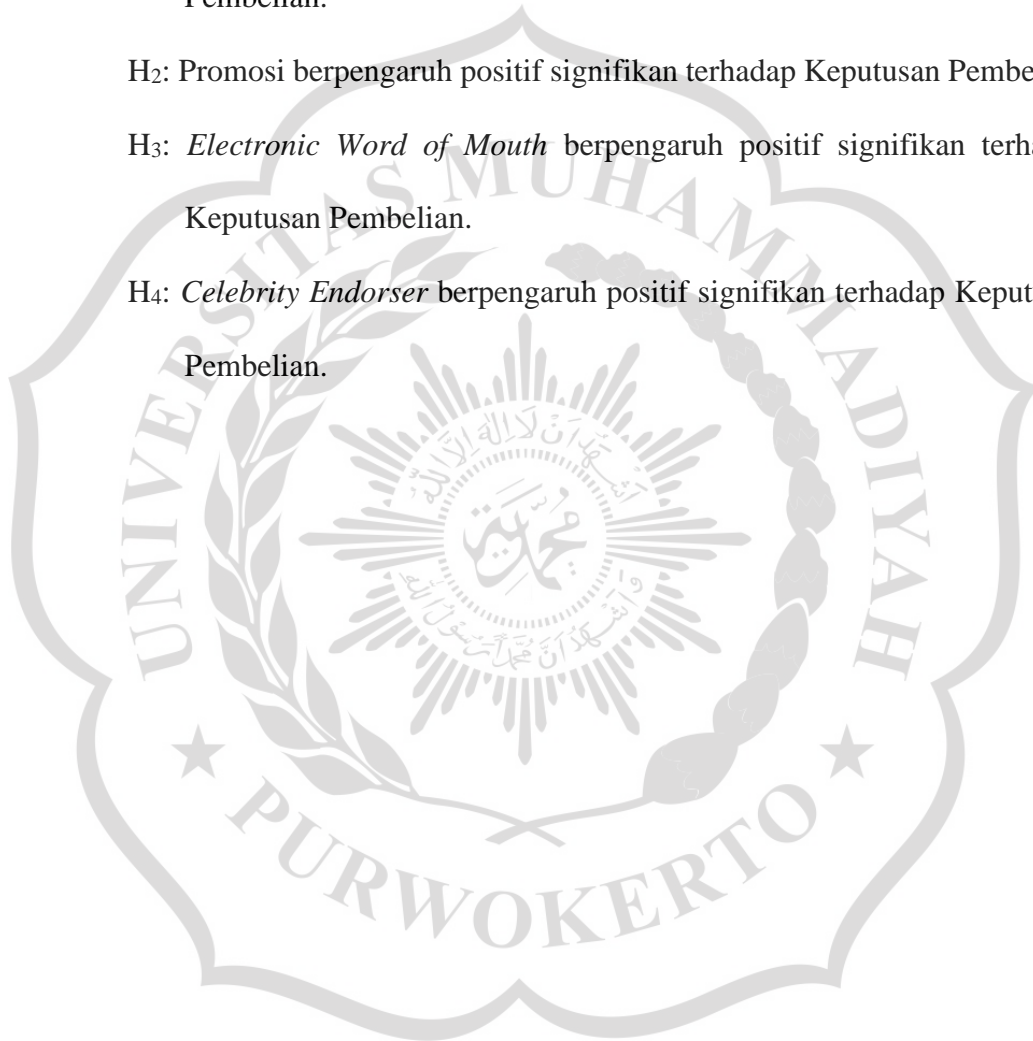 Pembelian.
H2: Promosi berpengaruh positif signifikan terhadap Keputusan Pembe
H3: Electronic Word of Mouth berpengaruh positif signifikan terha
Keputusan Pembelian.
H4: Celebrity Endorser berpengaruh positif signifikan terhadap Keput
Pembelian.
UNIVERSITAS MUHAMMADIYAH
PURWOKERTO